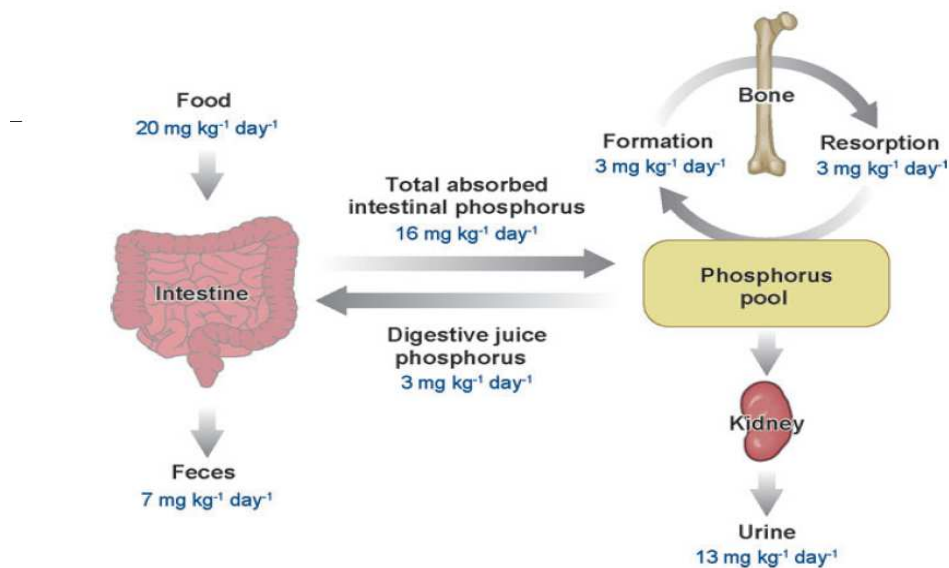 Food
20 mg kg⁻¹ day⁻¹
Bone
Formation
3 mg kg⁻¹ day⁻¹
Resorption
3 mg kg⁻¹ day⁻¹
Total absorbed
intestinal phosphorus
16 mg kg⁻¹ day⁻¹
Intestine
Phosphorus
pool
Digestive juice
phosphorus
3 mg kg⁻¹ day⁻¹
Kidney
Feces
7 mg kg⁻¹ day⁻¹
Urine
13 mg kg⁻¹ day⁻¹